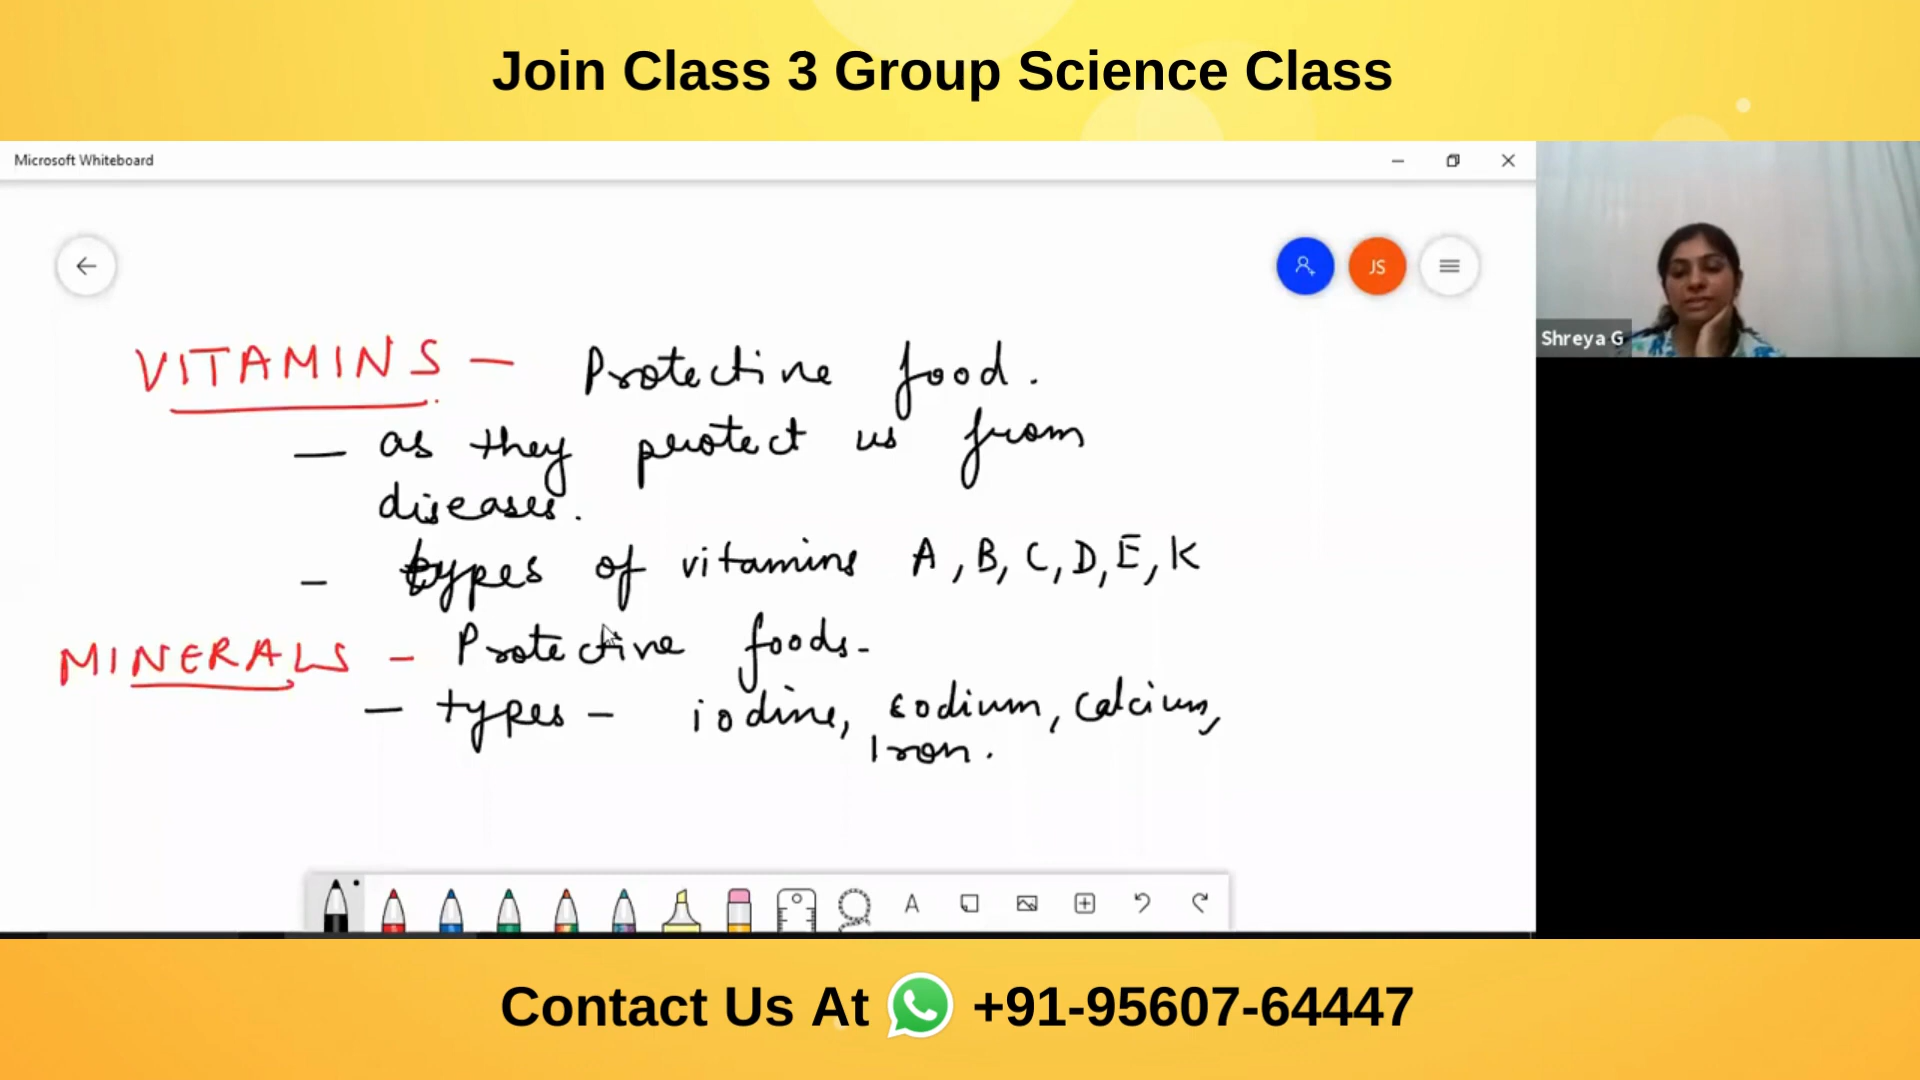 Join Class 3 Group Science Class
Microsoft Whiteboard
JS
Shreya G
VITAMINS - Protective food.
- as they protect us from
diseases.
- types of vitamins A, B, C, D, E, K
MINERALS - Protective foods-
- types - iodine, sodium, calcium,
Iron.
A
Contact Us At +91-95607-64447